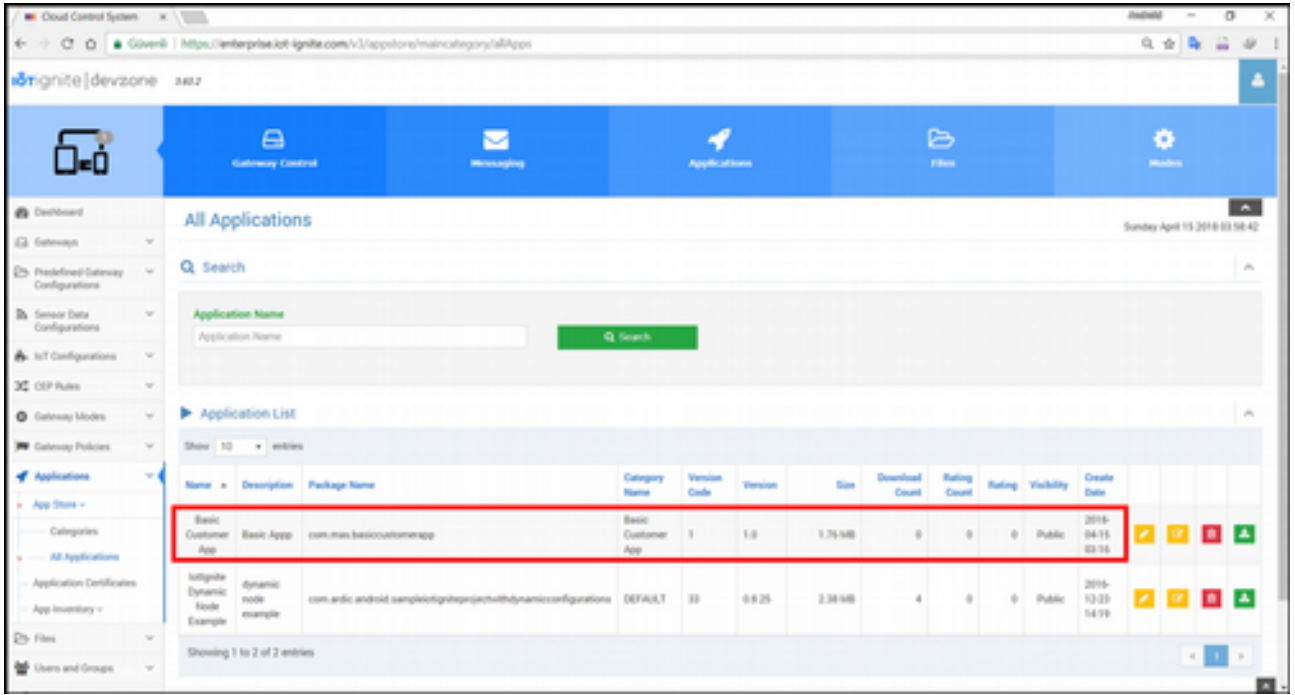 Cloud Control System
Güvenli | https://enterprise.iot-ignite.com/v3/appstore/maincategory/allApps
IoTignite|devzone
Gateway Control
Messaging
Applications
Files
Modes
Dashboard
Gateways
Predefined Gateway
Configurations
Sensor Data
Configurations
IoT Configurations
CEP Rules
Gateway Modes
Gateway Policies
Applications
App Store
Categories
All Applications
Application Certificates
App Inventory
Files
Users and Groups
All Applications
Sunday April 15 2018 03:58:42
Search
Application Name
Application Name
Search
Application List
Show 10 entries
Name Description Package Name Category Name Version Code Version Size Download Count Rating Count Rating Visibility Create Date
Basic Customer App Basic Appp com.mas.basiccustomerapp Basic Customer App 1 1.0 1.76 MB 0 0 0 Public 2018-04-15 03:16
IotIgnite Dynamic Node Example dynamic node example com.ardic.android.sampleiotigniteprojectwithdynamicconfigurations DEFAULT 33 0.8.25 2.38 MB 4 0 0 Public 2016-12-23 14:19
Showing 1 to 2 of 2 entries
1